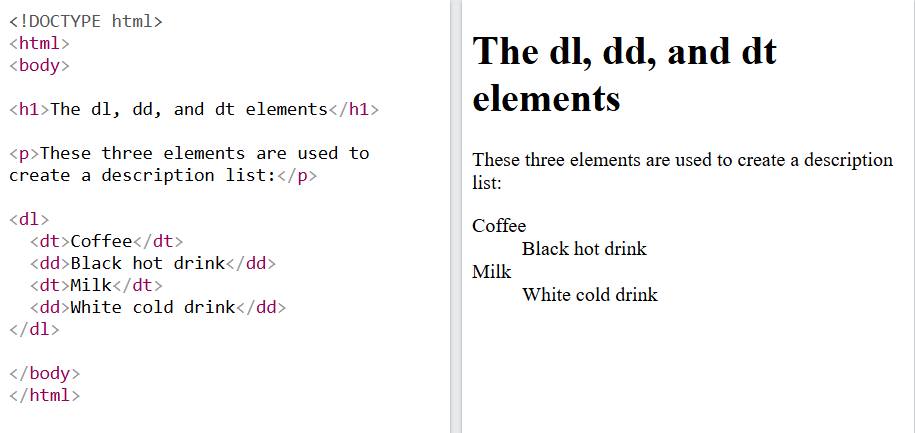 <!DOCTYPE html>
<html>
<body>
<h1>The dl, dd, and dt elements</h1>
<p>These three elements are used to
create a description list:</p>
<dl>
<dt>Coffee</dt>
<dd>Black hot drink</dd>
<dt>Milk</dt>
<dd>White cold drink</dd>
</dl>
</body>
</html>
The dl, dd, and dt
elements
These three elements are used to create a description
list:
Coffee
Black hot drink
Milk
White cold drink